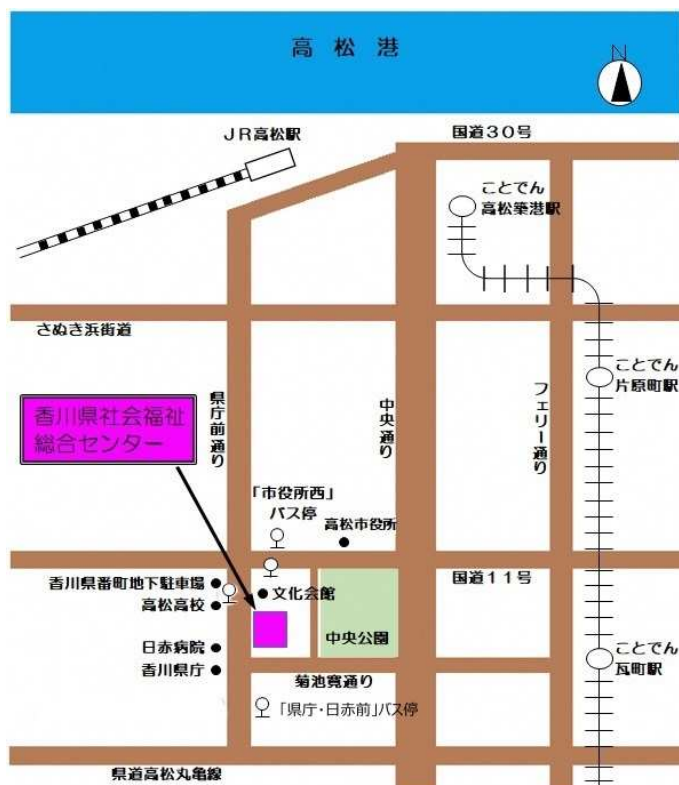 高松港
N
JR高松駅
国道30号
ことでん
高松築港駅
さぬき浜街道
ことでん
片原町駅
県庁前通り
中央通り
フェリー通り
香川県社会福祉
総合センター
「市役所西」
バス停
高松市役所
香川県番町地下駐車場
文化会館
国道11号
高松高校
日赤病院
中央公園
ことでん
瓦町駅
香川県庁
菊池寛通り
「県庁・日赤前」バス停
県道高松丸亀線